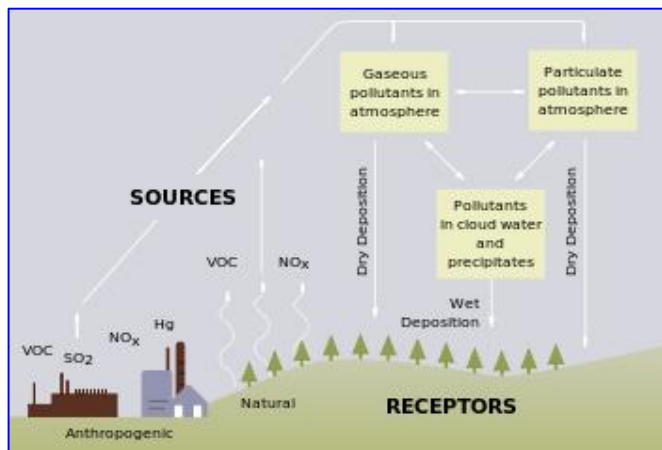 Gaseous
pollutants in
atmosphere
Particulate
pollutants in
atmosphere
SOURCES
Dry Deposition
Pollutants
in cloud water
and
precipitates
Dry Deposition
VOC
NOx
Wet
Deposition
VOC
SO2
NOx
Hg
Natural
RECEPTORS
Anthropogenic